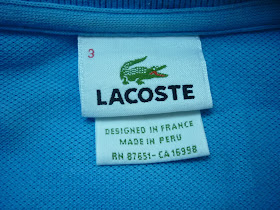 3
LACOSTE
DESIGNED IN FRANCE
MADE IN PERU
RN 87651 - CA 16998